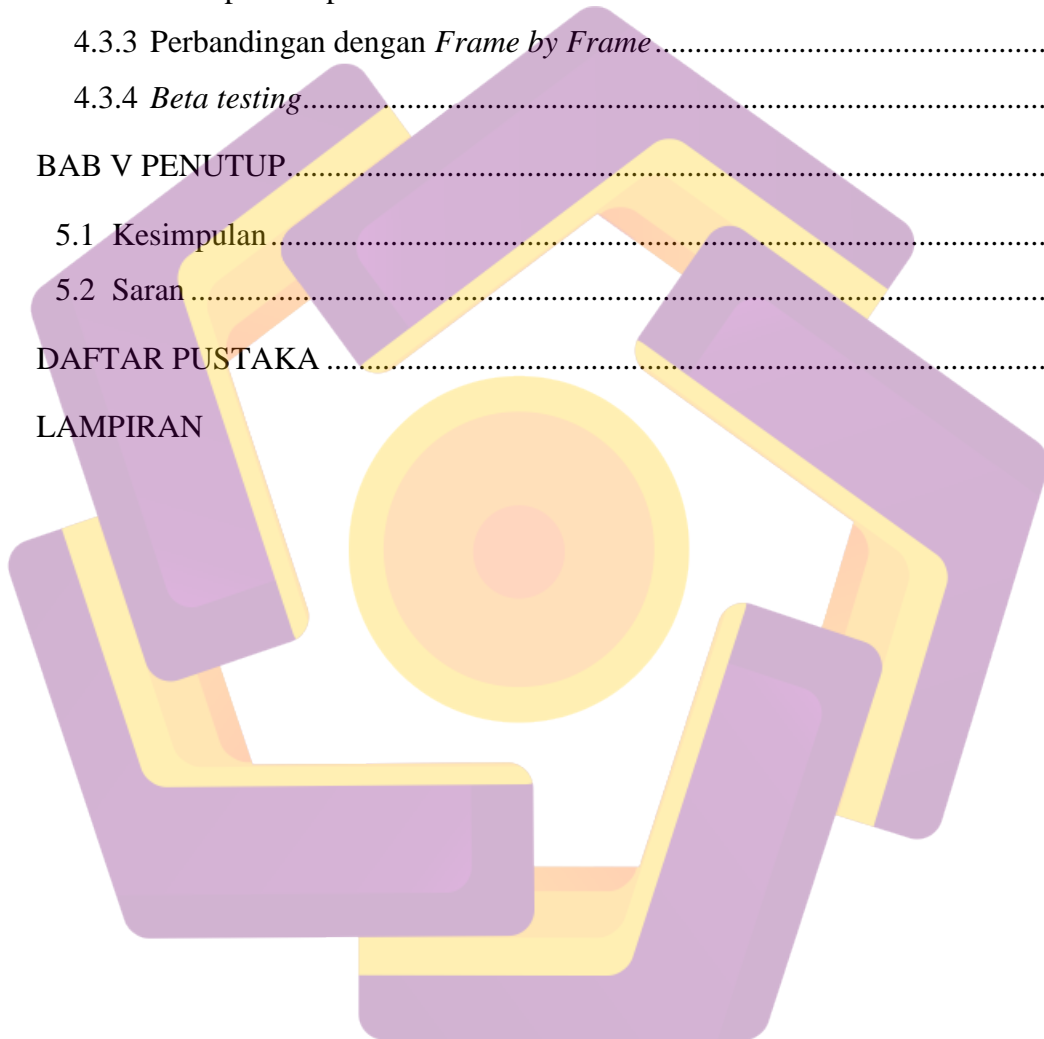 4.3.3 Perbandingan dengan Frame by Frame......................................................
4.3.4 Beta testing......................................................................................................
BAB V PENUTUP........................................................................................................
5.1 Kesimpulan.........................................................................................................
5.2 Saran...................................................................................................................
DAFTAR PUSTAKA ..................................................................................................
LAMPIRAN